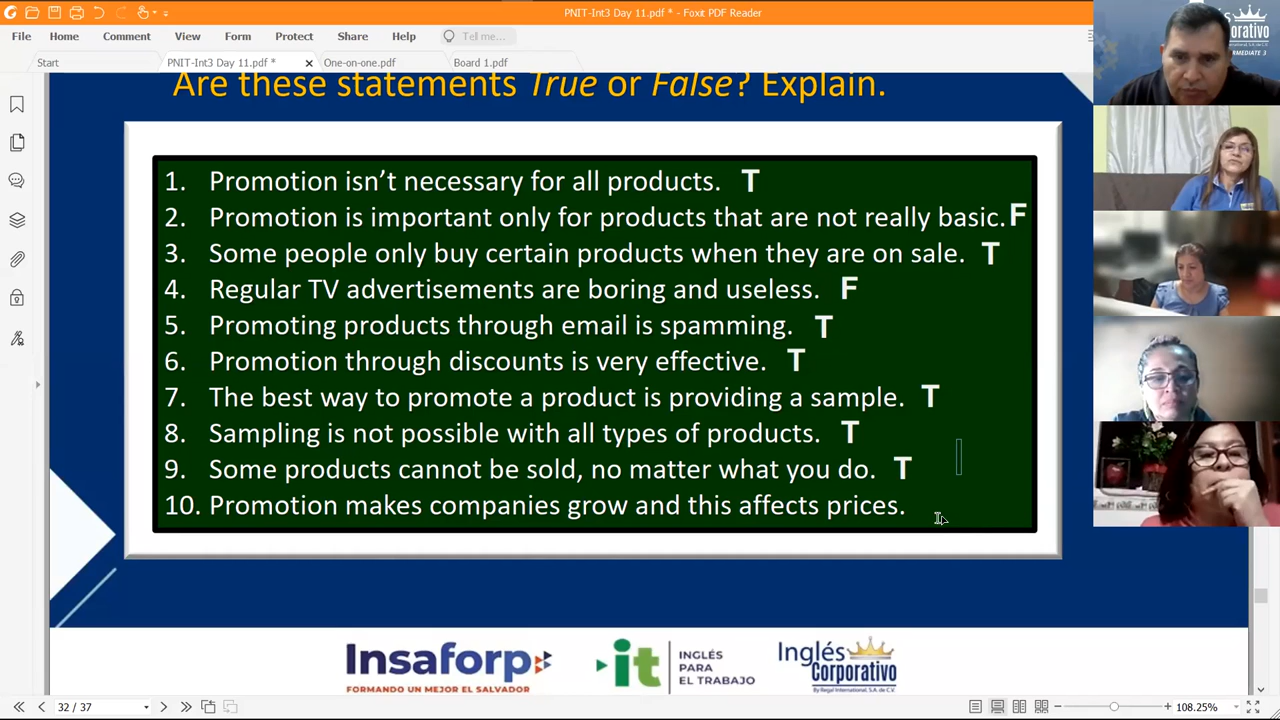 PNIT-Int3 Day 11.pdf * - Foxit PDF Reader
File Home Comment View Form Protect Share Help Tell me...
Start PNIT-Int3 Day 11.pdf * One-on-one.pdf Board 1.pdf
Are these statements True or False? Explain.
1. Promotion isn't necessary for all products. T
2. Promotion is important only for products that are not really basic. F
3. Some people only buy certain products when they are on sale. T
4. Regular TV advertisements are boring and useless. F
5. Promoting products through email is spamming. T
6. Promotion through discounts is very effective. T
7. The best way to promote a product is providing a sample. T
8. Sampling is not possible with all types of products. T
9. Some products cannot be sold, no matter what you do. T
10. Promotion makes companies grow and this affects prices.
Insaforp
FORMANDO UN MEJOR EL SALVADOR
it
INGLÉS
PARA
EL TRABAJO
Inglés
Corporativo
By Regal International, S.A. de C.V.
32 / 37
108.25%